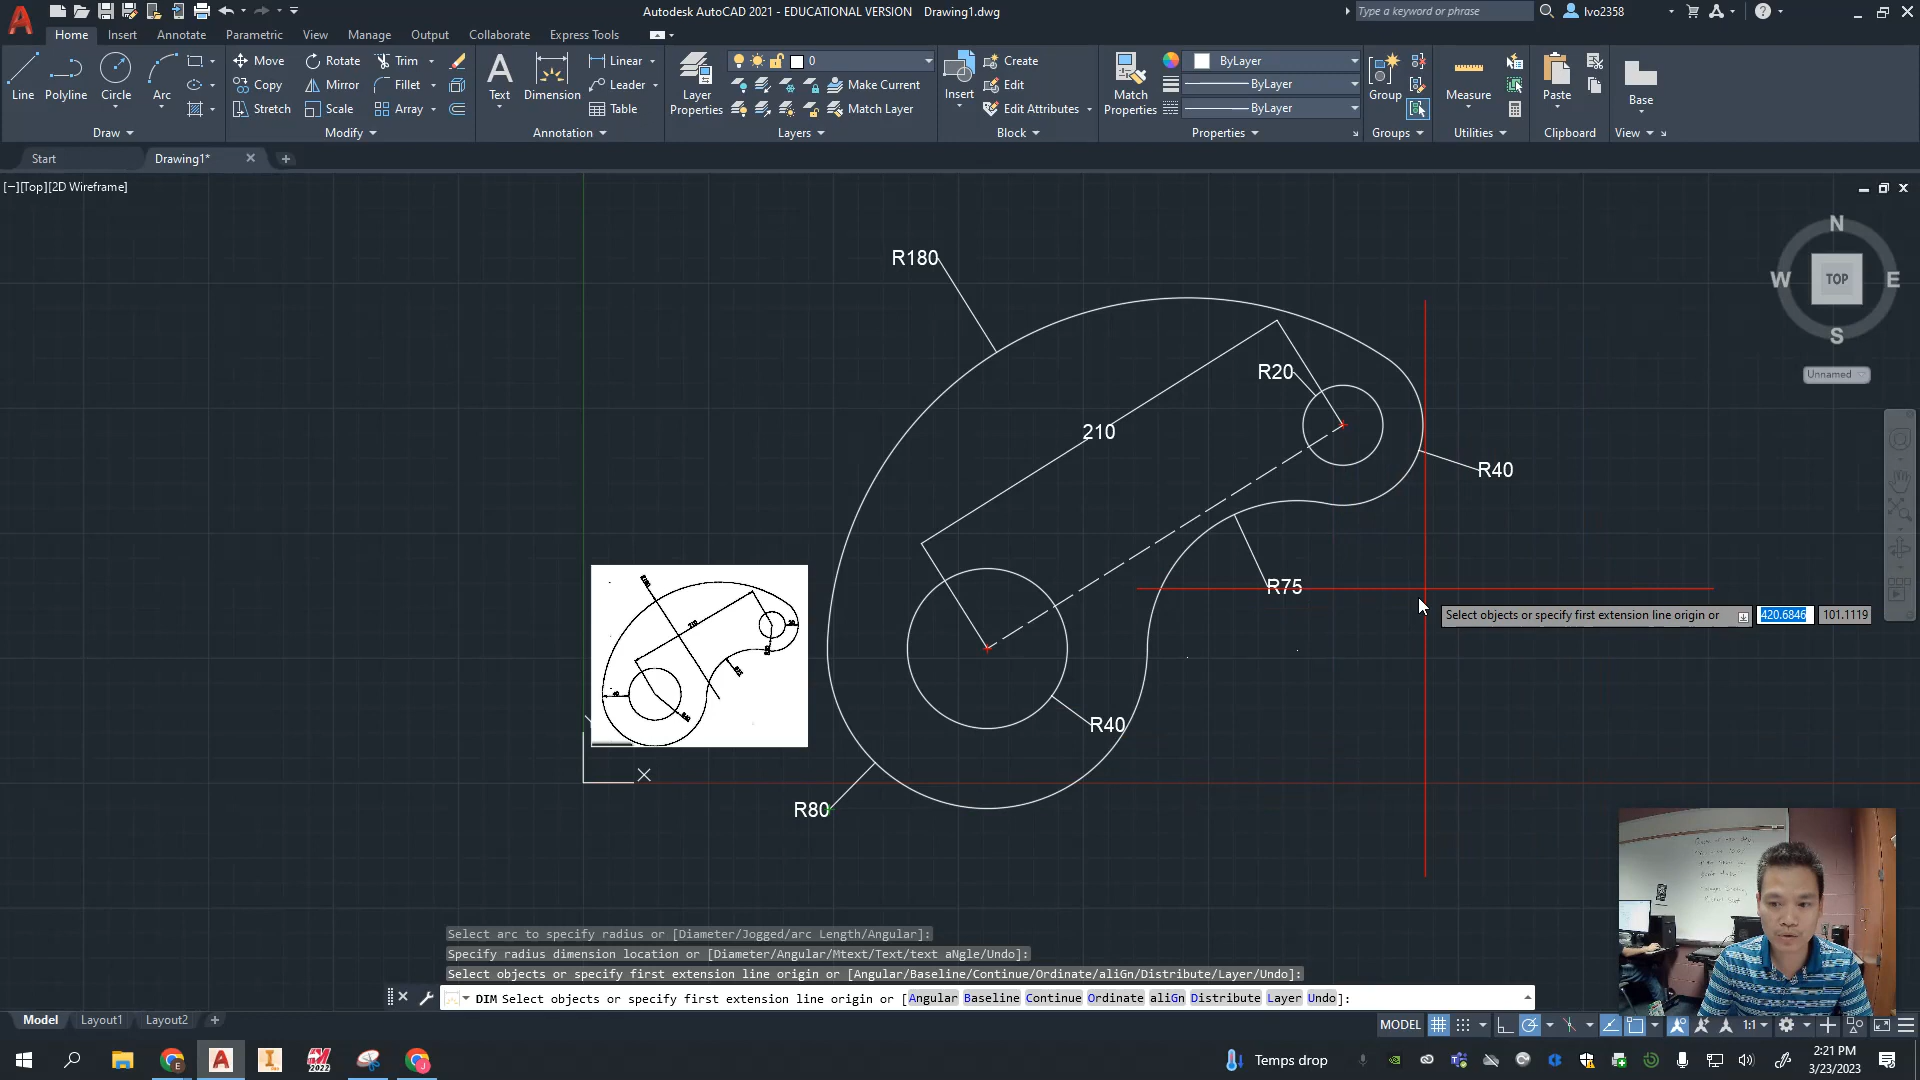 Autodesk AutoCAD 2021 - EDUCATIONAL VERSION Drawing1.dwg
Type a keyword or phrase
lvo2358
Home Insert Annotate Parametric View Manage Output Collaborate Express Tools
Line Polyline Circle Arc
Draw
Move Rotate Trim
Copy Mirror Fillet
Stretch Scale Array
Modify
Text Dimension
Linear
Leader
Table
Annotation
Layer Properties
0
Make Current
Match Layer
Layers
Insert
Create
Edit
Edit Attributes
Block
Match Properties
ByLayer
ByLayer
ByLayer
Properties
Group
Groups
Measure
Utilities
Paste
Clipboard
Base
View
Start Drawing1*
[−][Top][2D Wireframe]
N
W TOP E
S
Unnamed
R180
R20
210
R40
R75
R40
R80
Select objects or specify first extension line origin or 420.6846 101.1119
Select arc to specify radius or [Diameter/Jogged/arc Length/Angular]:
Specify radius dimension location or [Diameter/Angular/Mtext/Text/text aNgle/Undo]:
Select objects or specify first extension line origin or [Angular/Baseline/Continue/Ordinate/aliGn/Distribute/Layer/Undo]:
DIM Select objects or specify first extension line origin or [Angular Baseline Continue Ordinate aliGn Distribute Layer Undo]:
Model Layout1 Layout2
MODEL 1:1
2022
Temps drop
2:21 PM
3/23/2023